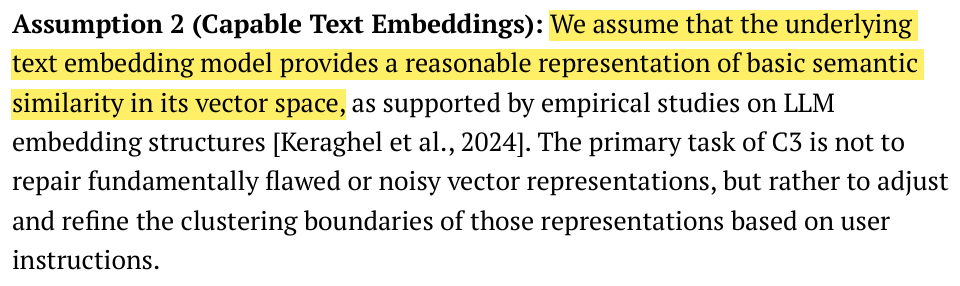 Assumption 2 (Capable Text Embeddings): We assume that the underlying
text embedding model provides a reasonable representation of basic semantic
similarity in its vector space, as supported by empirical studies on LLM
embedding structures [Keraghel et al., 2024]. The primary task of C3 is not to
repair fundamentally flawed or noisy vector representations, but rather to adjust
and refine the clustering boundaries of those representations based on user
instructions.